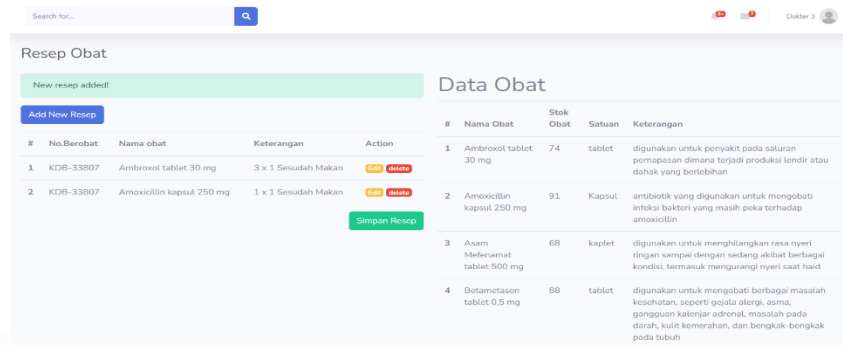 Search for...
3+
7
Dokter 3
Resep Obat
New resep added!
Add New Resep
# No.Berobat Nama obat Keterangan Action
1 KDB-33807 Ambroxol tablet 30 mg 3 x 1 Sesudah Makan Edit delete
2 KDB-33807 Amoxicillin kapsul 250 mg 1 x 1 Sesudah Makan Edit delete
Simpan Resep
Data Obat
# Nama Obat Stok Obat Satuan Keterangan
1 Ambroxol tablet 30 mg 74 tablet digunakan untuk penyakit pada saluran
pernapasan dimana terjadi produksi lendir atau
dahak yang berlebihan
2 Amoxicillin kapsul 250 mg 91 Kapsul antibiotik yang digunakan untuk mengobati
infeksi bakteri yang masih peka terhadap
amoxicillin
3 Asam Mefenamat tablet 500 mg 68 kaplet digunakan untuk menghilangkan rasa nyeri
ringan sampai dengan sedang akibat berbagai
kondisi, termasuk mengurangi nyeri saat haid
4 Betametason tablet 0,5 mg 88 tablet digunakan untuk mengobati berbagai masalah
kesehatan, seperti gejala alergi, asma,
gangguan kalenjar adrenal, masalah pada
darah, kulit kemerahan, dan bengkak-bengkak
pada tubuh